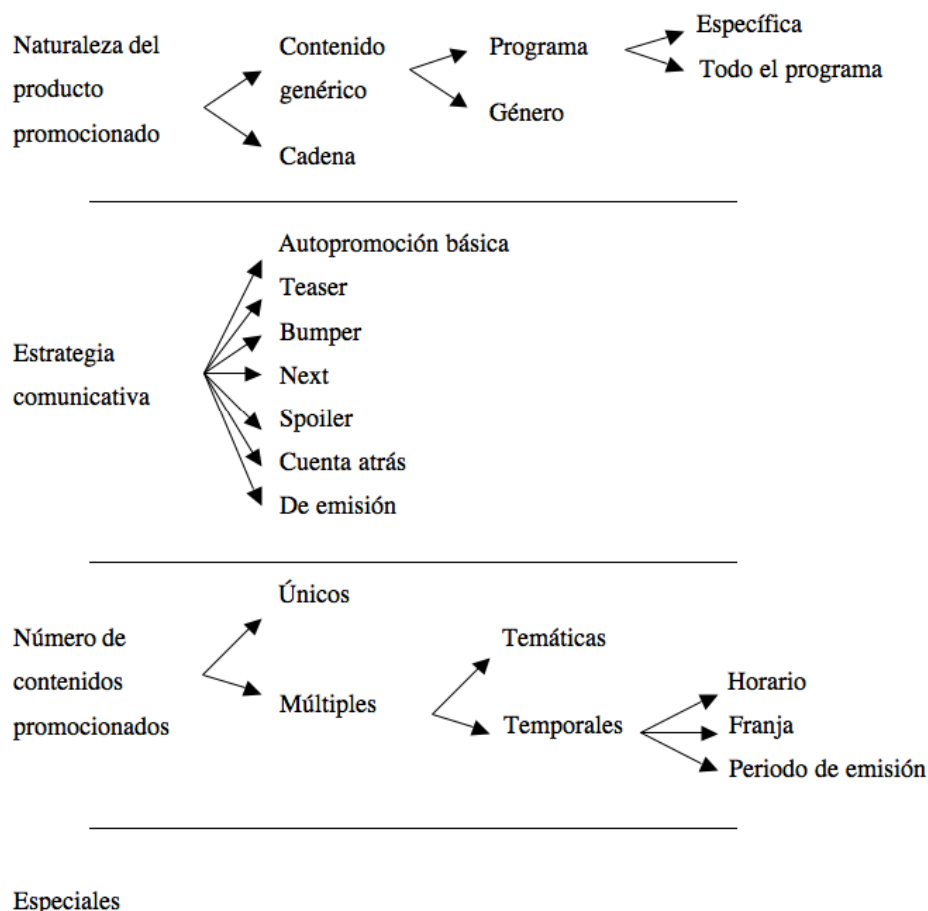 Naturaleza del
producto
promocionado
Contenido
genérico
Cadena
Programa
Género
Específica
Todo el programa
Estrategia
comunicativa
Autopromoción básica
Teaser
Bumper
Next
Spoiler
Cuenta atrás
De emisión
Número de
contenidos
promocionados
Únicos
Múltiples
Temáticas
Temporales
Horario
Franja
Periodo de emisión
Especiales